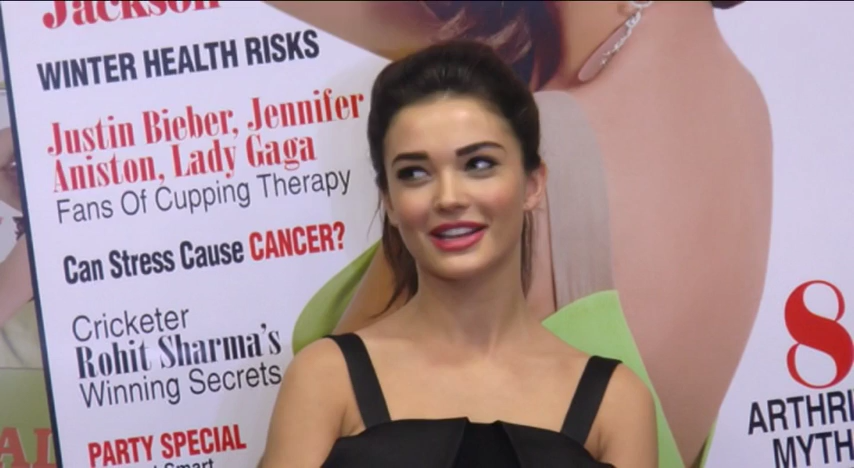 Jackson
WINTER HEALTH RISKS
Justin Bieber, Jennifer
Aniston, Lady Gaga
Fans Of Cupping Therapy
Can Stress Cause CANCER?
Cricketer
Rohit Sharma's
Winning Secrets
PARTY SPECIAL
Smart
8
ARTHRI
MYTH